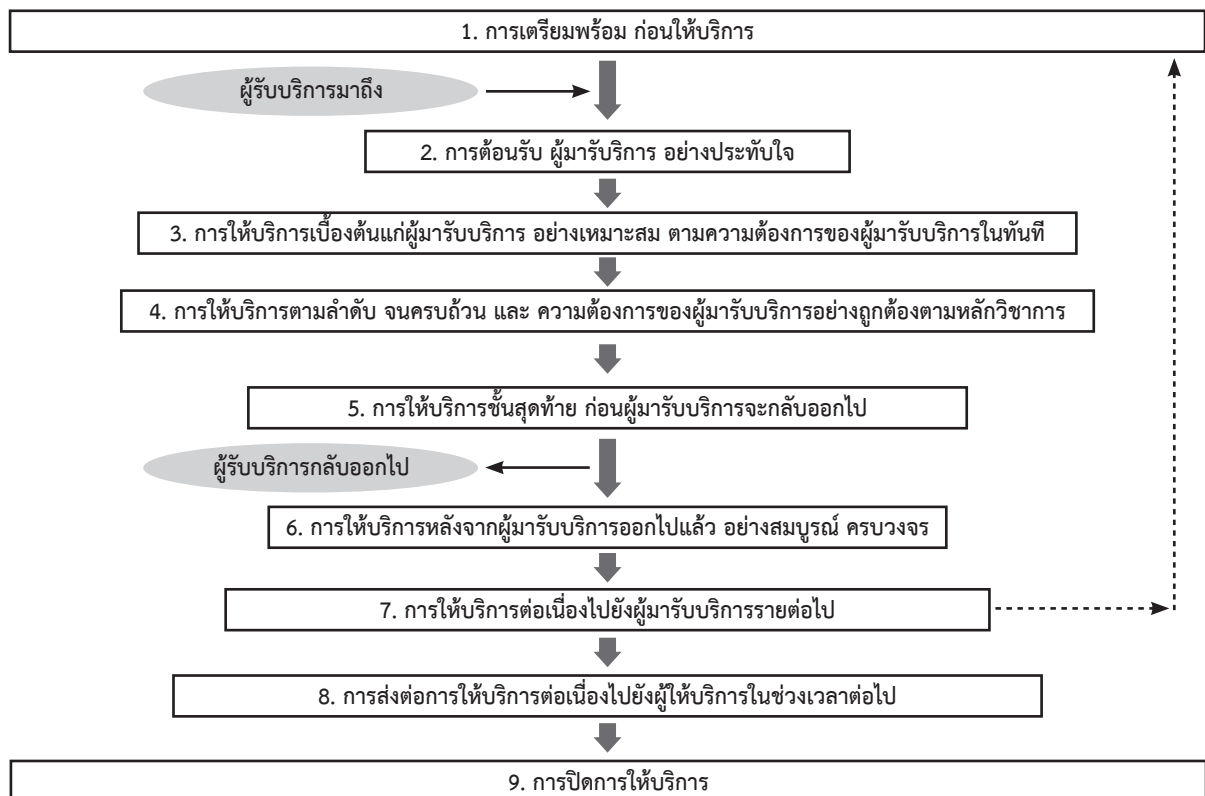 1. การเตรียมพร้อม ก่อนให้บริการ
ผู้รับบริการมาถึง
2. การต้อนรับ ผู้มารับบริการ อย่างประทับใจ
3. การให้บริการเบื้องต้นแก่ผู้มารับบริการ อย่างเหมาะสม ตามความต้องการของผู้มารับบริการในทันที
4. การให้บริการตามลำดับ จนครบถ้วน และ ความต้องการของผู้มารับบริการอย่างถูกต้องตามหลักวิชาการ
5. การให้บริการชั้นสุดท้าย ก่อนผู้มารับบริการจะกลับออกไป
ผู้รับบริการกลับออกไป
6. การให้บริการหลังจากผู้มารับบริการออกไปแล้ว อย่างสมบูรณ์ ครบวงจร
7. การให้บริการต่อเนื่องไปยังผู้มารับบริการรายต่อไป
8. การส่งต่อการให้บริการต่อเนื่องไปยังผู้ให้บริการในช่วงเวลาต่อไป
9. การปิดการให้บริการ